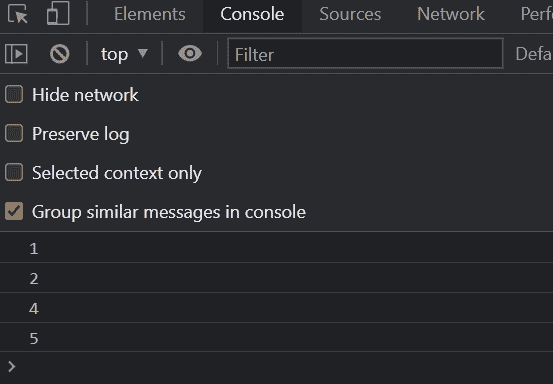 Elements Console Sources Network Perf
top ▼ Filter Defa
Hide network
Preserve log
Selected context only
Group similar messages in console
1
2
4
5
>